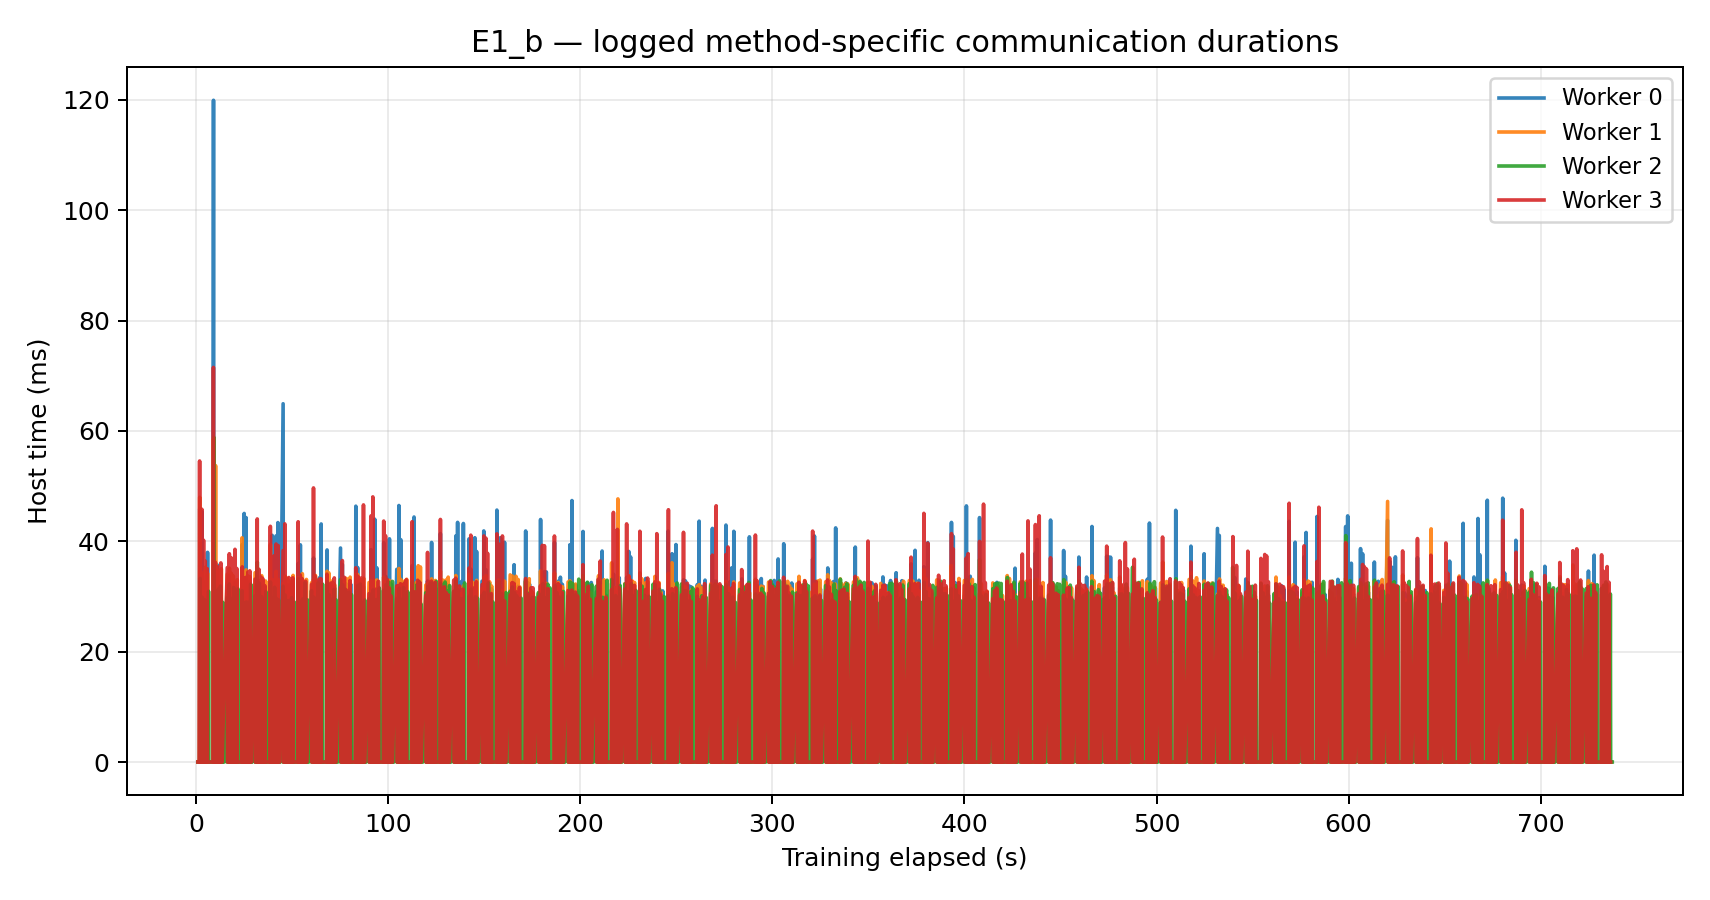 E1_b — logged method-specific communication durations
Host time (ms)
120
100
80
60
40
20
0
Worker 0
Worker 1
Worker 2
Worker 3
0 100 200 300 400 500 600 700
Training elapsed (s)